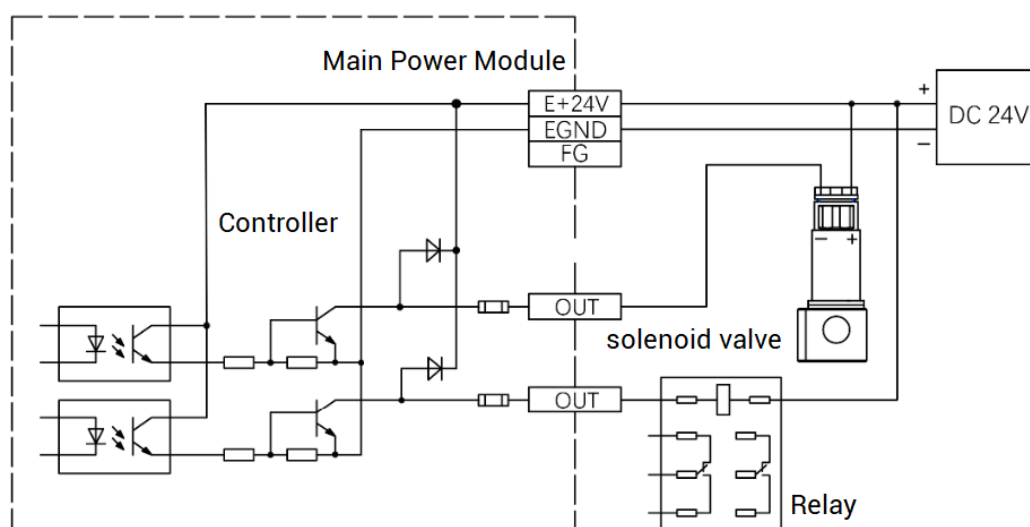 Main Power Module
E+24V
+
DC 24V
EGND
−
FG
Controller
− +
OUT
solenoid valve
OUT
Relay